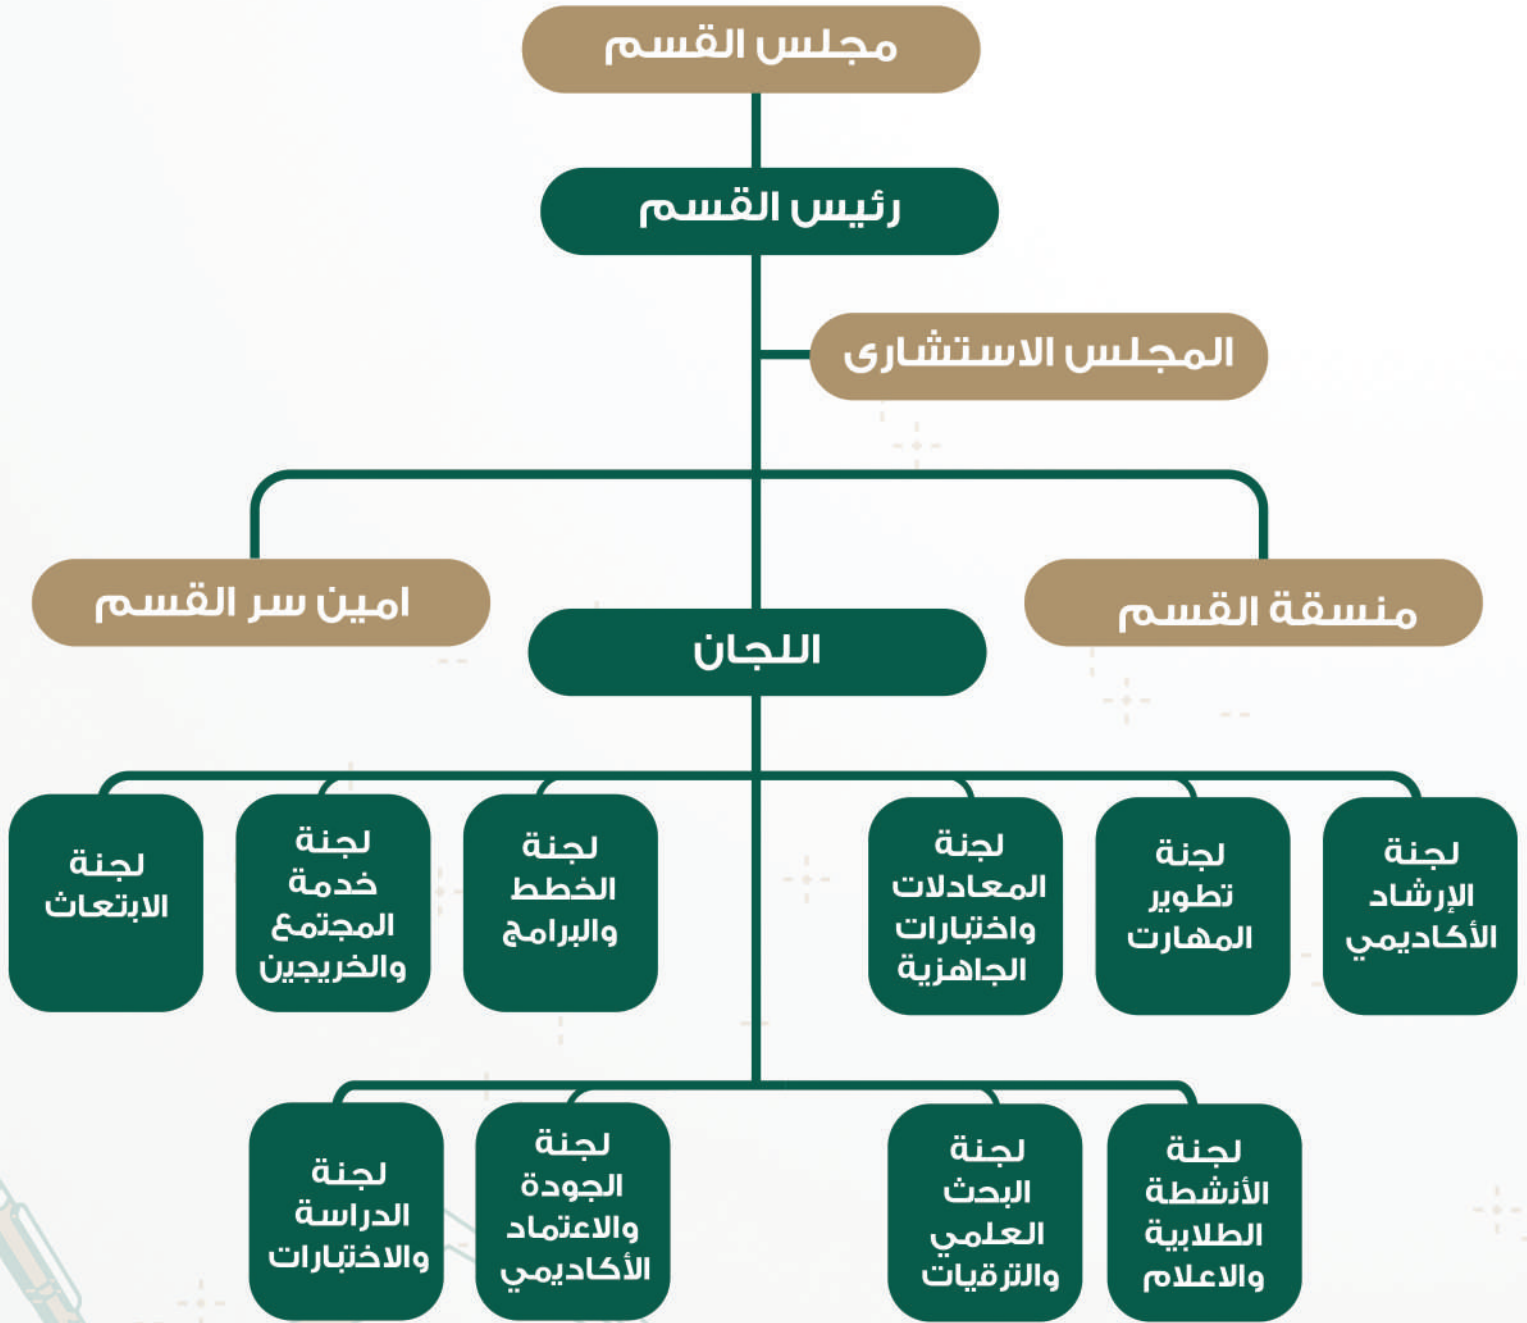 مجلس القسم
رئيس القسم
المجلس الاستشارى
منسقة القسم
امين سر القسم
اللجان
لجنة
الإرشاد
الأكاديمي
لجنة
تطوير
المهارت
لجنة
المعادلات
واختبارات
الجاهزية
لجنة
الخطط
والبرامج
لجنة
خدمة
المجتمع
والخريجين
لجنة
الابتعاث
لجنة
الأنشطة
الطلابية
والاعلام
لجنة
البحث
العلمي
والترقيات
لجنة
الجودة
والاعتماد
الأكاديمي
لجنة
الدراسة
والاختبارات